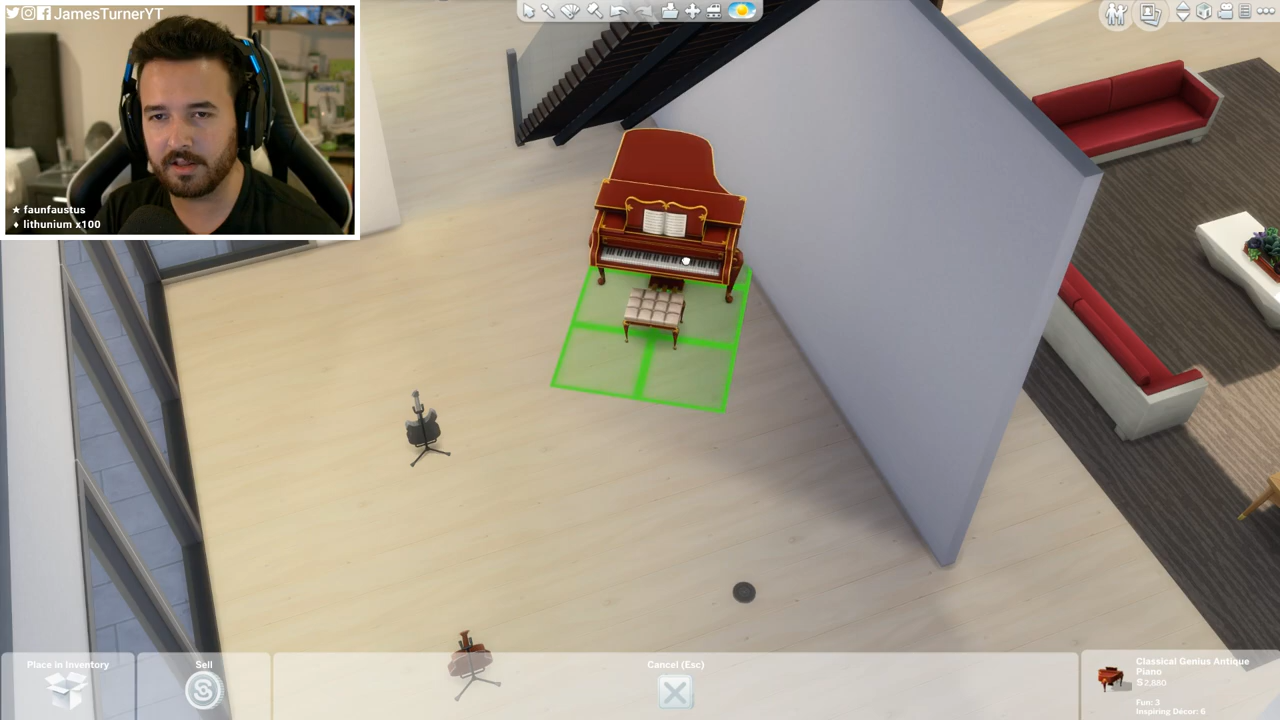 JamesTurnerYT
★ faunfaustus
♦ lithunium x100
Place in Inventory
Sell
Cancel (Esc)
Classical Genius Antique
Piano
§2,880
Fun: 3
Inspiring Décor: 6